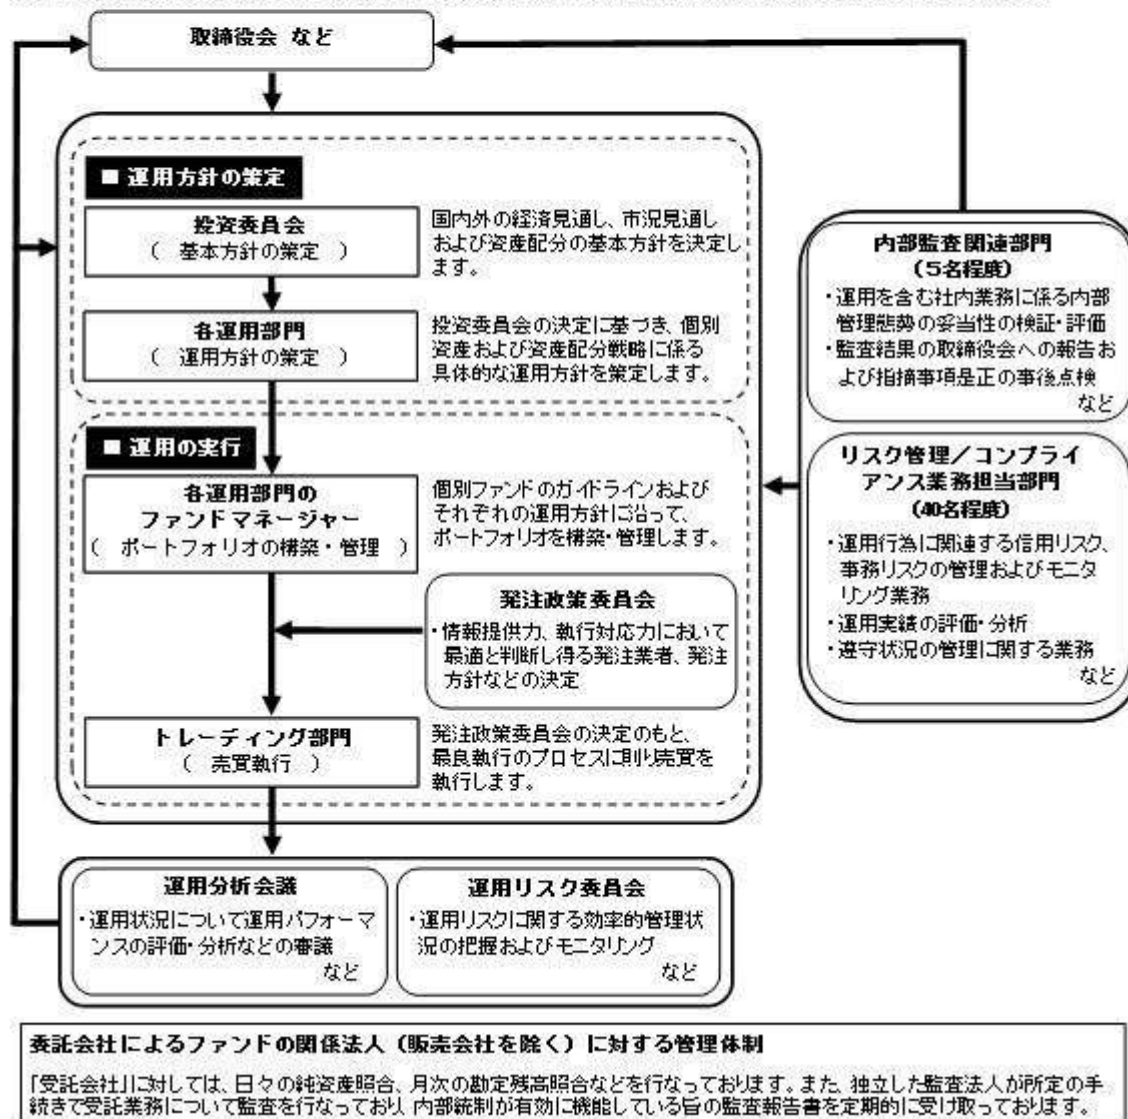 取締役会 など
■ 運用方針の策定
投資委員会
( 基本方針の策定 )
国内外の経済見通し、市況見通し
および資産配分の基本方針を決定し
ます。
各運用部門
( 運用方針の策定 )
投資委員会の決定に基づき、個別
資産および資産配分戦略に係る
具体的な運用方針を策定します。
■ 運用の実行
各運用部門の
ファンドマネージャー
( ポートフォリオの構築・管理 )
個別ファンドのガイドラインおよび
それぞれの運用方針に沿って、
ポートフォリオを構築・管理します。
発注政策委員会
・情報提供力、執行対応力において
最適と判断し得る発注業者、発注
方針などの決定
トレーディング部門
( 売買執行 )
発注政策委員会の決定のもと、
最良執行のプロセスに則り売買を
執行します。
内部監査関連部門
(5名程度)
・運用を含む社内業務に係る内部
管理態勢の妥当性の検証・評価
・監査結果の取締役会への報告お
よび指摘事項是正の事後点検
など
リスク管理/コンプライ
アンス業務担当部門
(40名程度)
・運用行為に関連する信用リスク、
事務リスクの管理およびモニタ
リング業務
・運用実績の評価・分析
・遵守状況の管理に関する業務
など
運用分析会議
・運用状況について運用パフォーマ
ンスの評価・分析などの審議
など
運用リスク委員会
・運用リスクに関する効率的管理状
況の把握およびモニタリング
など
委託会社によるファンドの関係法人(販売会社を除く)に対する管理体制
「受託会社」に対しては、日々の純資産照合、月次の勘定残高照合などを行なっております。また、独立した監査法人が所定の手
続きで受託業務について監査を行なっており、内部統制が有効に機能している旨の監査報告書を定期的に受け取っております。